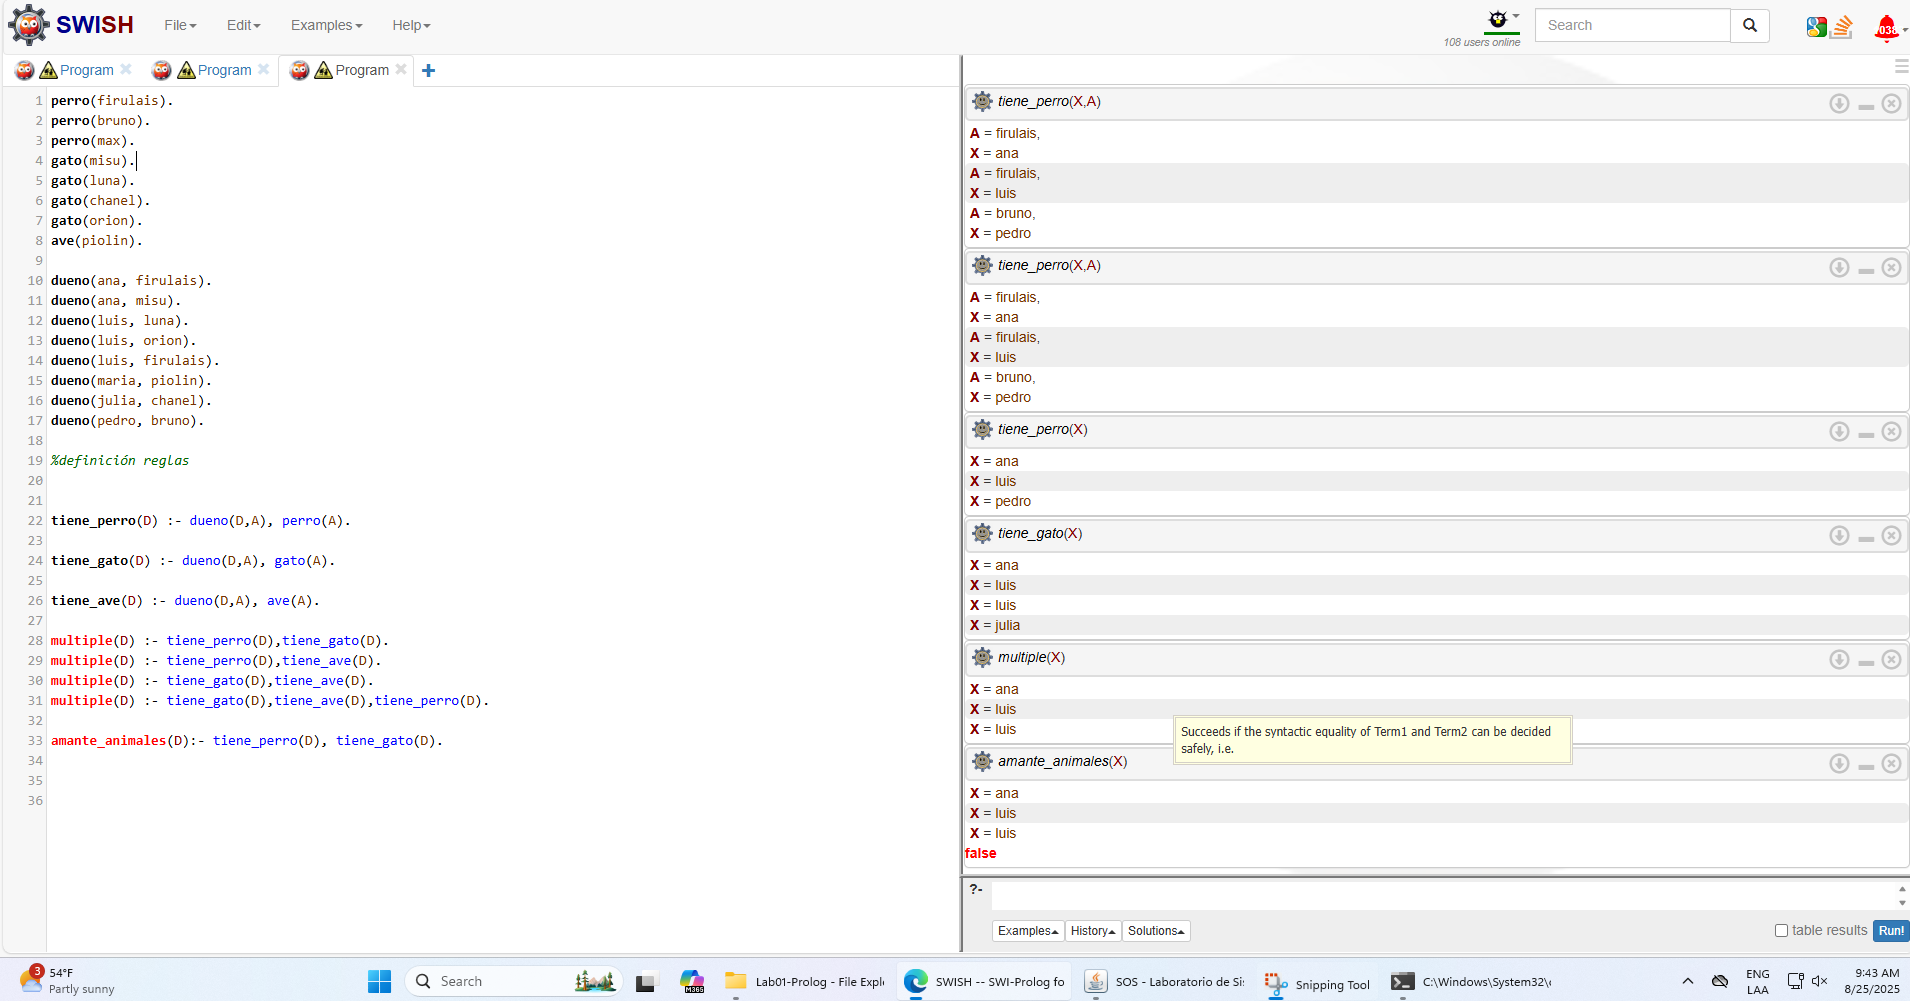 SWISH File Edit Examples Help 108 users online Search 038
Program Program Program
1 perro(firulais).
2 perro(bruno).
3 perro(max).
4 gato(misu).
5 gato(luna).
6 gato(chanel).
7 gato(orion).
8 ave(piolin).
9
10 dueno(ana, firulais).
11 dueno(ana, misu).
12 dueno(luis, luna).
13 dueno(luis, orion).
14 dueno(luis, firulais).
15 dueno(maria, piolin).
16 dueno(julia, chanel).
17 dueno(pedro, bruno).
18
19 %definición reglas
20
21
22 tiene_perro(D) :- dueno(D,A), perro(A).
23
24 tiene_gato(D) :- dueno(D,A), gato(A).
25
26 tiene_ave(D) :- dueno(D,A), ave(A).
27
28 multiple(D) :- tiene_perro(D),tiene_gato(D).
29 multiple(D) :- tiene_perro(D),tiene_ave(D).
30 multiple(D) :- tiene_gato(D),tiene_ave(D).
31 multiple(D) :- tiene_gato(D),tiene_ave(D),tiene_perro(D).
32
33 amante_animales(D):- tiene_perro(D), tiene_gato(D).
34
35
36
tiene_perro(X,A)
A = firulais,
X = ana
A = firulais,
X = luis
A = bruno,
X = pedro
tiene_perro(X,A)
A = firulais,
X = ana
A = firulais,
X = luis
A = bruno,
X = pedro
tiene_perro(X)
X = ana
X = luis
X = pedro
tiene_gato(X)
X = ana
X = luis
X = luis
X = julia
multiple(X)
X = ana
X = luis
X = luis
Succeeds if the syntactic equality of Term1 and Term2 can be decided
safely, i.e.
amante_animales(X)
X = ana
X = luis
X = luis
false
?-
Examples History Solutions table results Run!
3 54°F
Partly sunny
Search
M365
Lab01-Prolog - File Expl
SWISH -- SWI-Prolog fo
SOS - Laboratorio de Si
Snipping Tool
C:\Windows\System32\
ENG
LAA
9:43 AM
8/25/2025